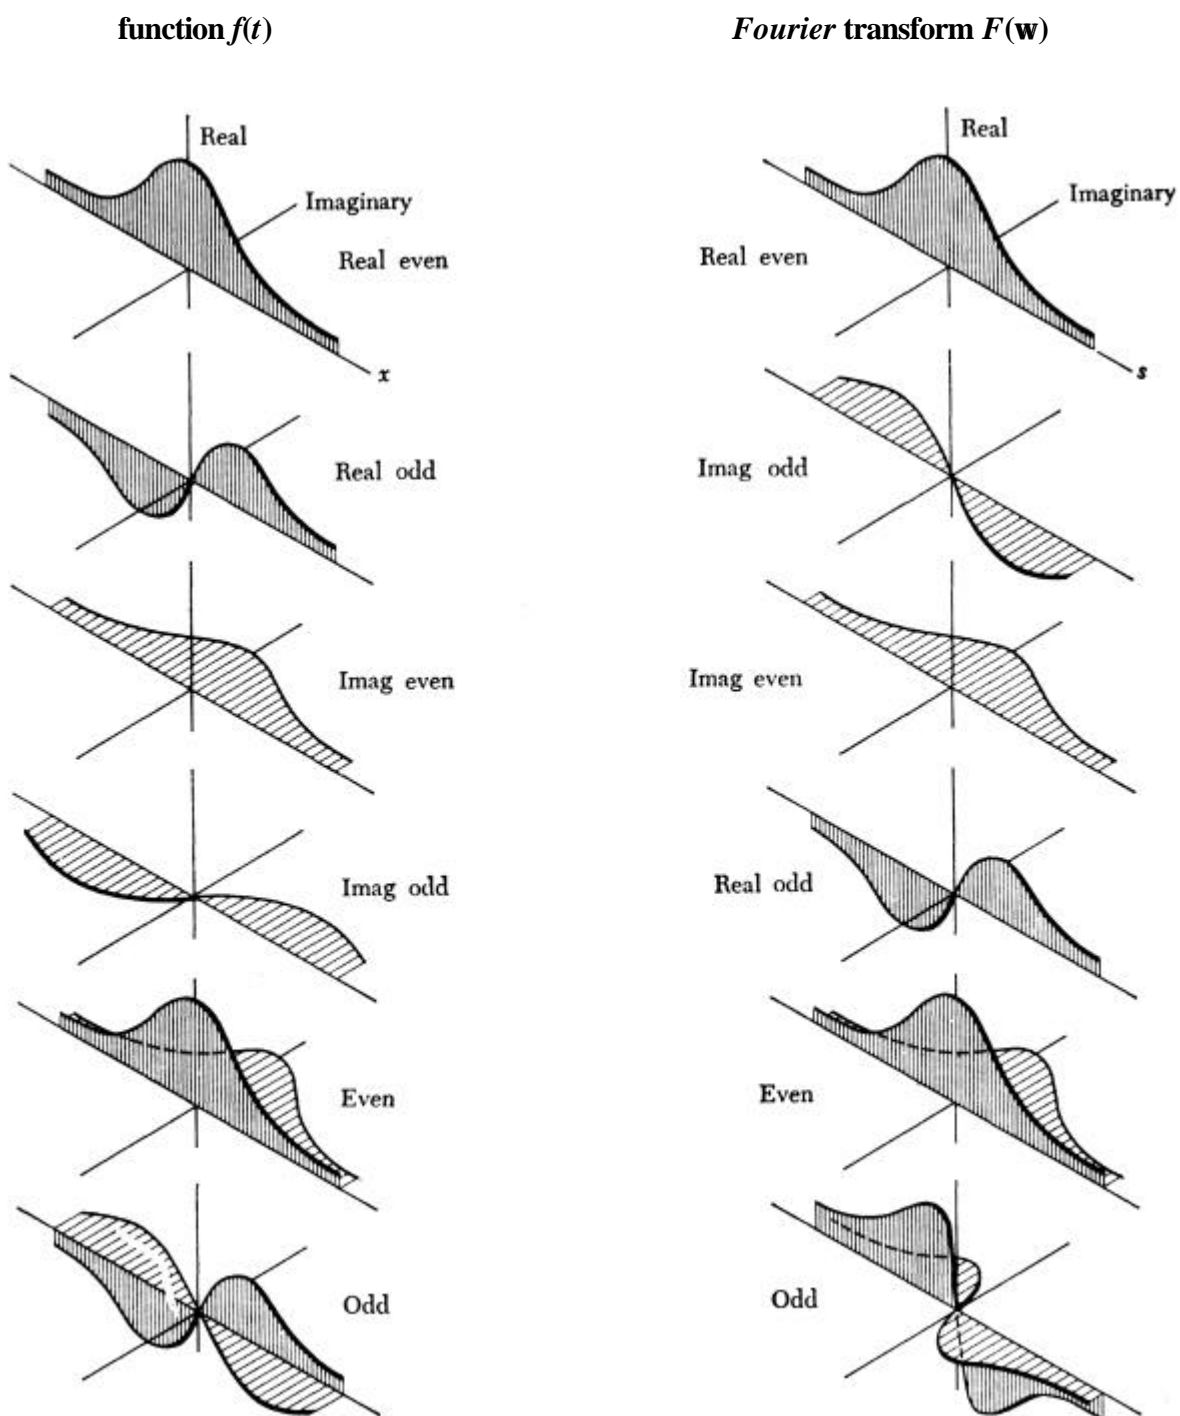 function f(t)
Fourier transform F(w)
Real
Imaginary
Real even
x
Real
Imaginary
Real even
s
Real odd
Imag odd
Imag even
Imag even
Imag odd
Real odd
Even
Even
Odd
Odd